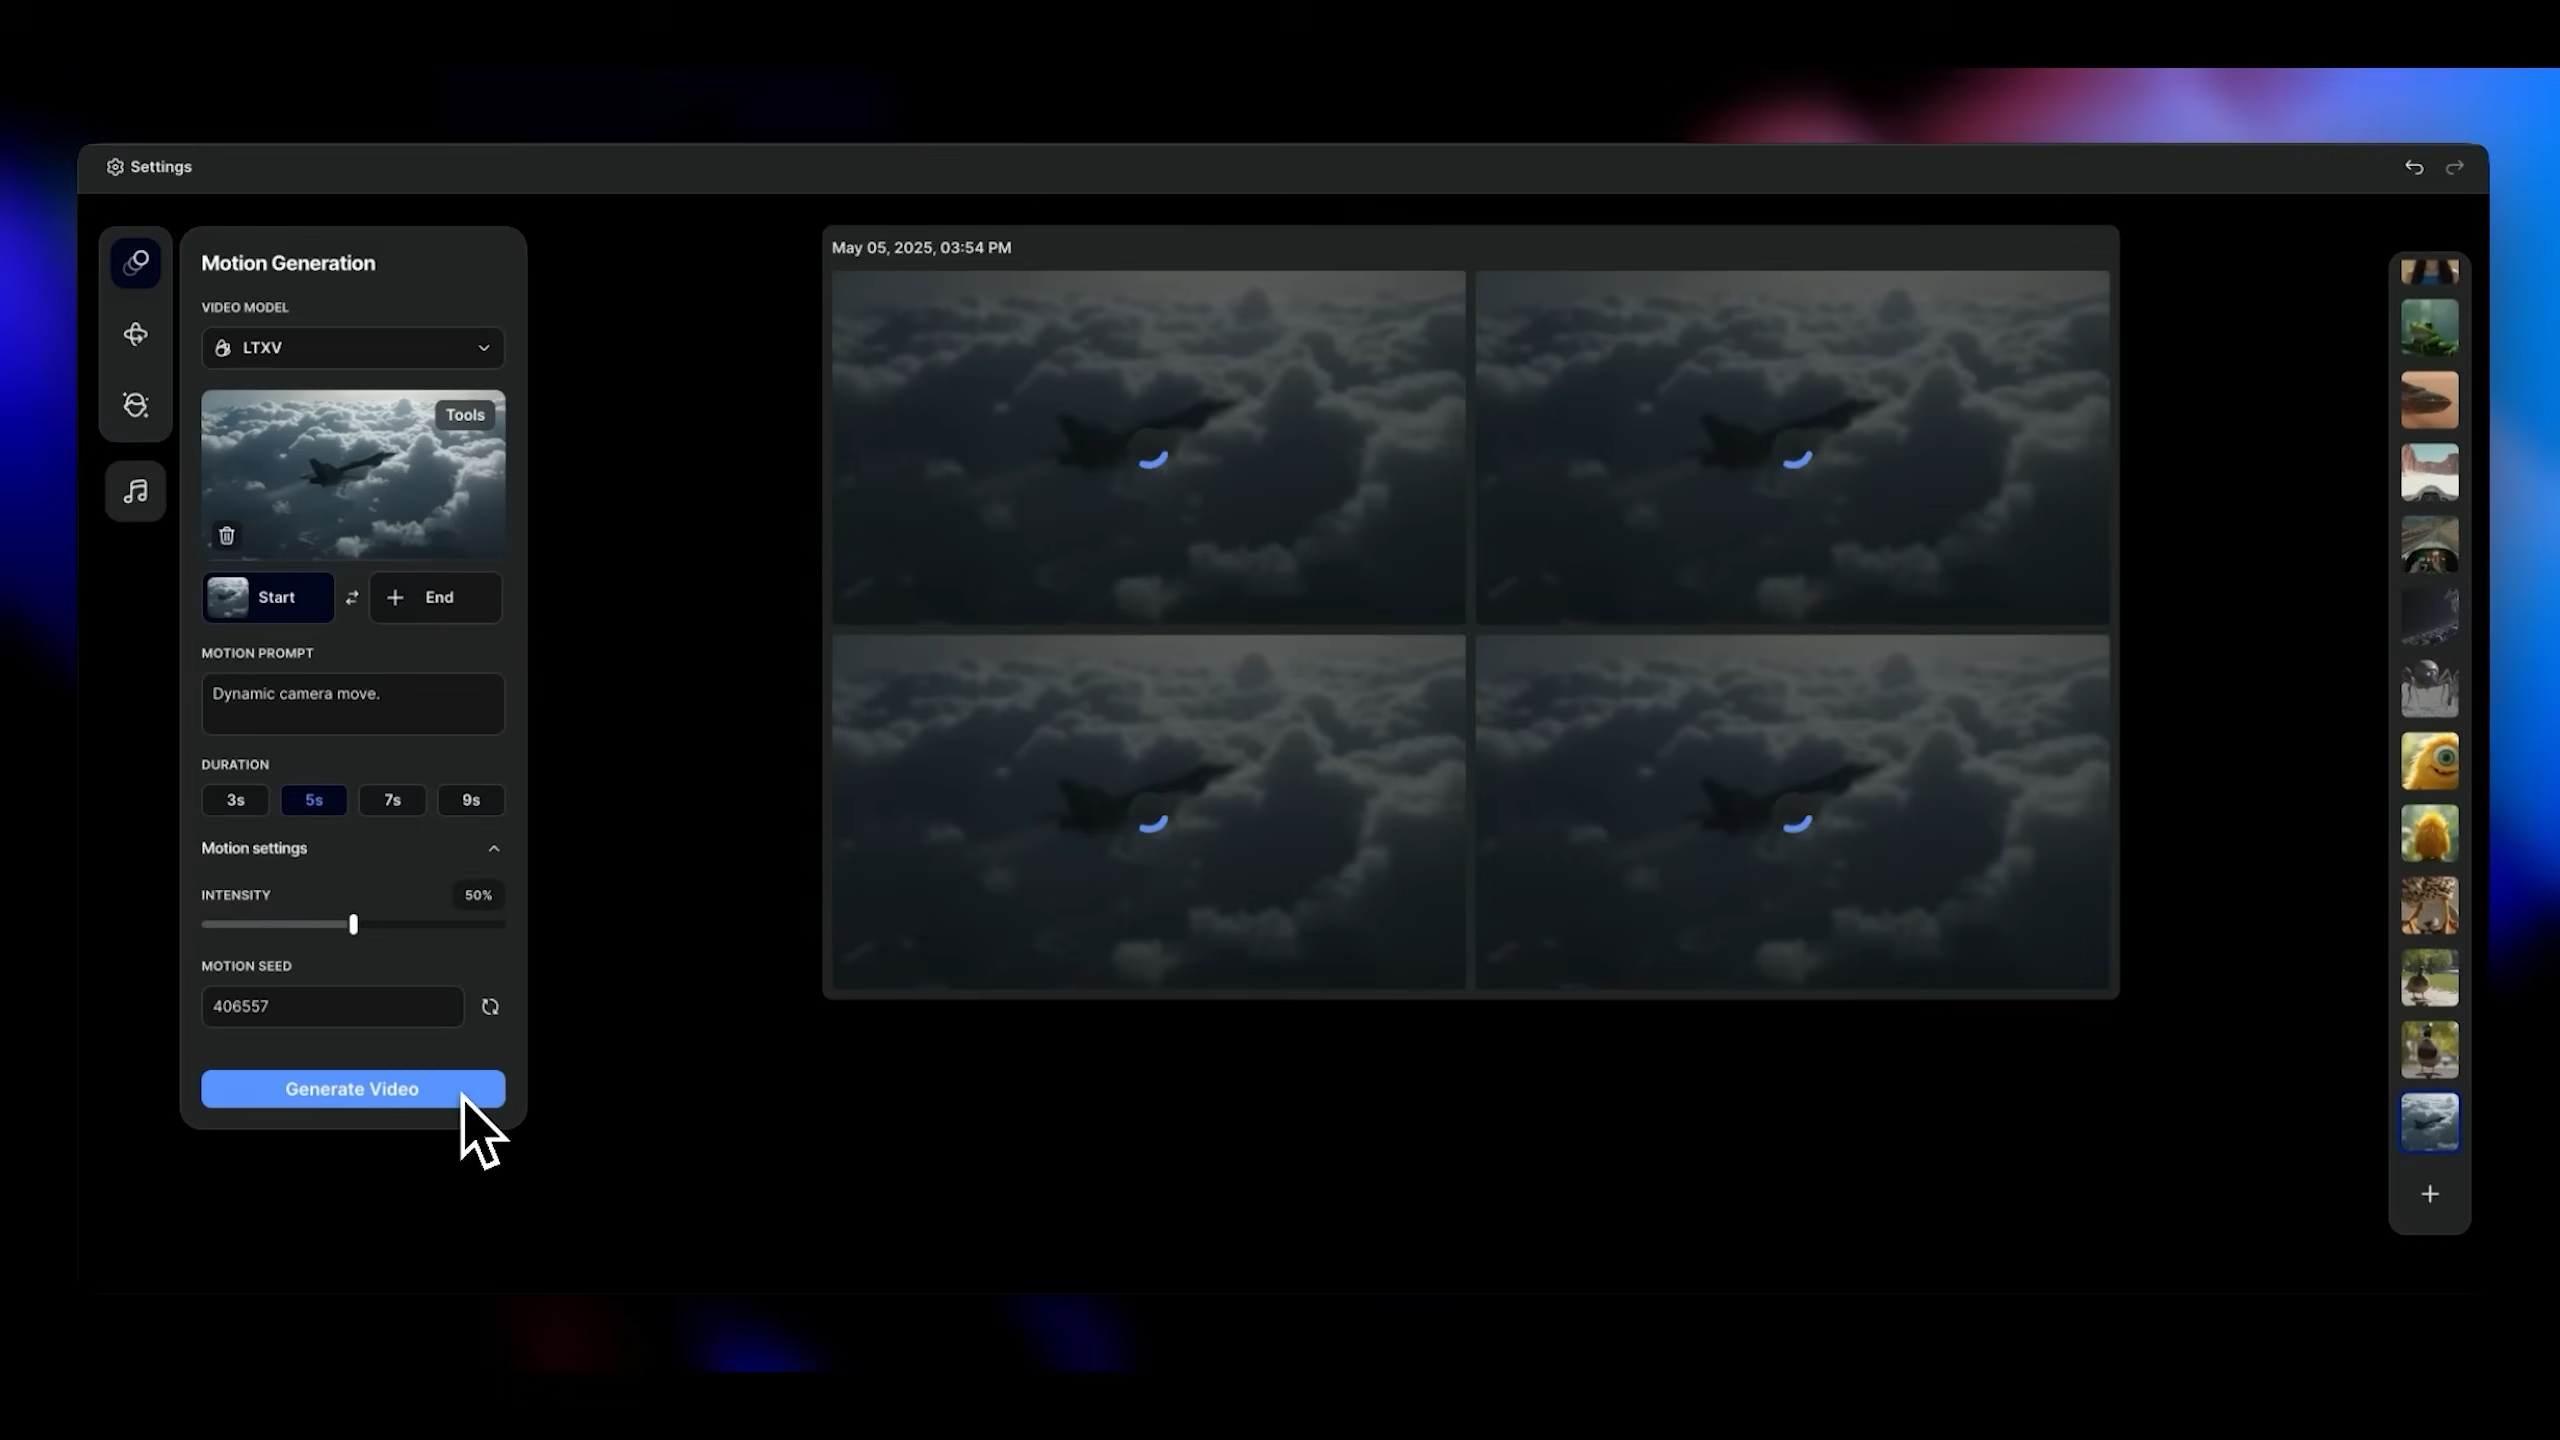 Settings
Motion Generation
VIDEO MODEL
LTXV
Tools
Start
End
MOTION PROMPT
Dynamic camera move.
DURATION
3s 5s 7s 9s
Motion settings
INTENSITY 50%
MOTION SEED
406557
Generate Video
May 05, 2025, 03:54 PM